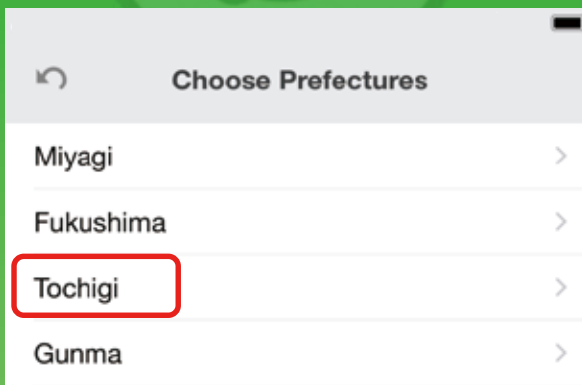 Choose Prefectures
Miyagi
Fukushima
Tochigi
Gunma